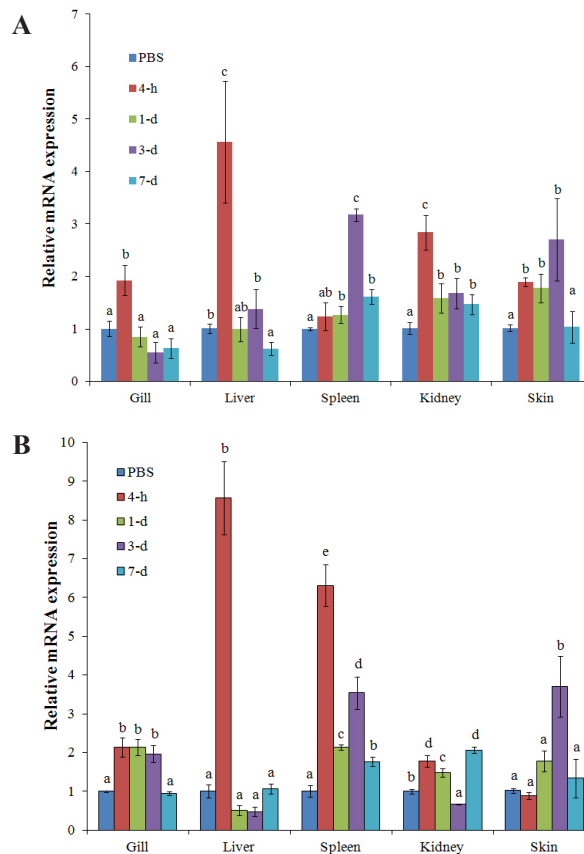 A
Relative mRNA expression
7
6
5
4
3
2
1
0
PBS
4-h
1-d
3-d
7-d
a b a a a
b c ab b a
a ab b c b
a c b b b
a b b b a
Gill Liver Spleen Kidney Skin
B
Relative mRNA expression
10
9
8
7
6
5
4
3
2
1
0
PBS
4-h
1-d
3-d
7-d
a b b b a
a b a a a
a e c d b
b d c a d
a a a b a
Gill Liver Spleen Kidney Skin